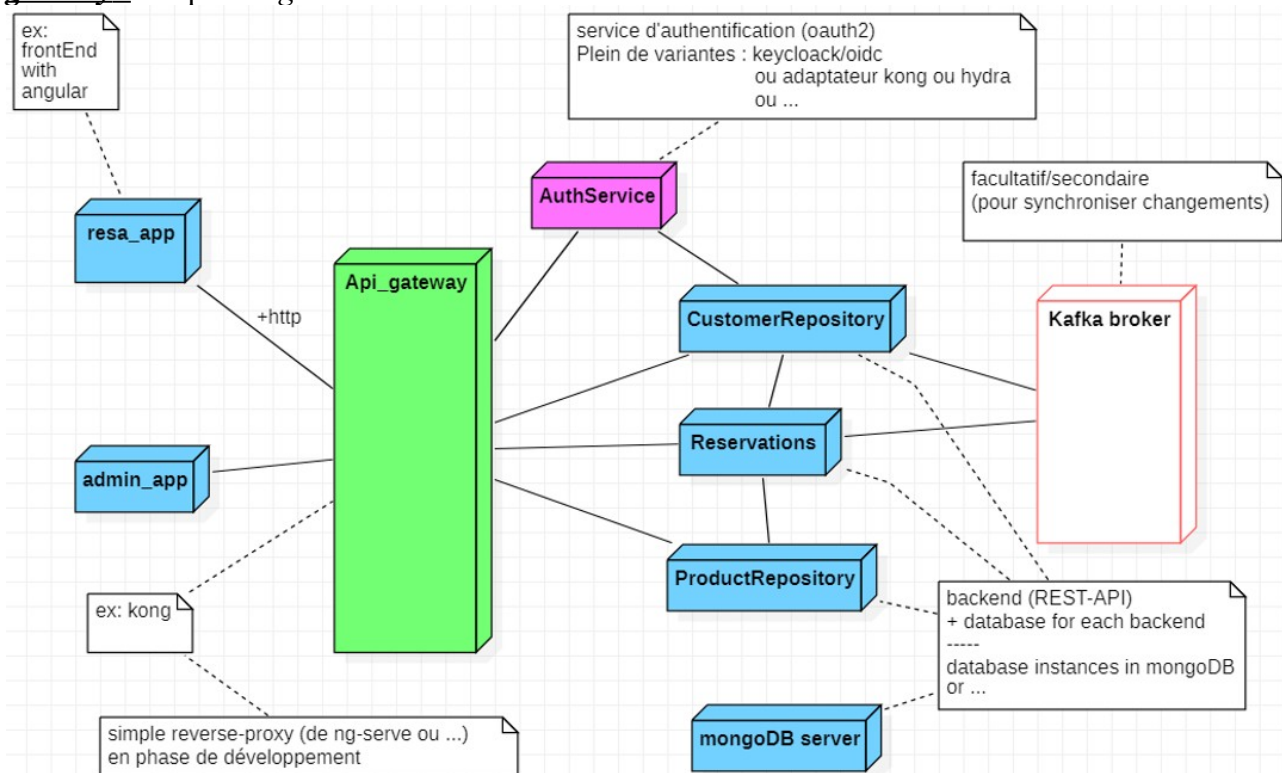 ex:
frontEnd
with
angular
service d'authentification (oauth2)
Plein de variantes : keycloack/oidc
ou adaptateur kong ou hydra
ou ...
AuthService
facultatif/secondaire
(pour synchroniser changements)
resa_app
Api_gateway
+http
CustomerRepository
Kafka broker
Reservations
admin_app
ProductRepository
ex: kong
backend (REST-API)
+ database for each backend
-----
database instances in mongoDB
or ...
simple reverse-proxy (de ng-serve ou ...)
en phase de développement
mongoDB server